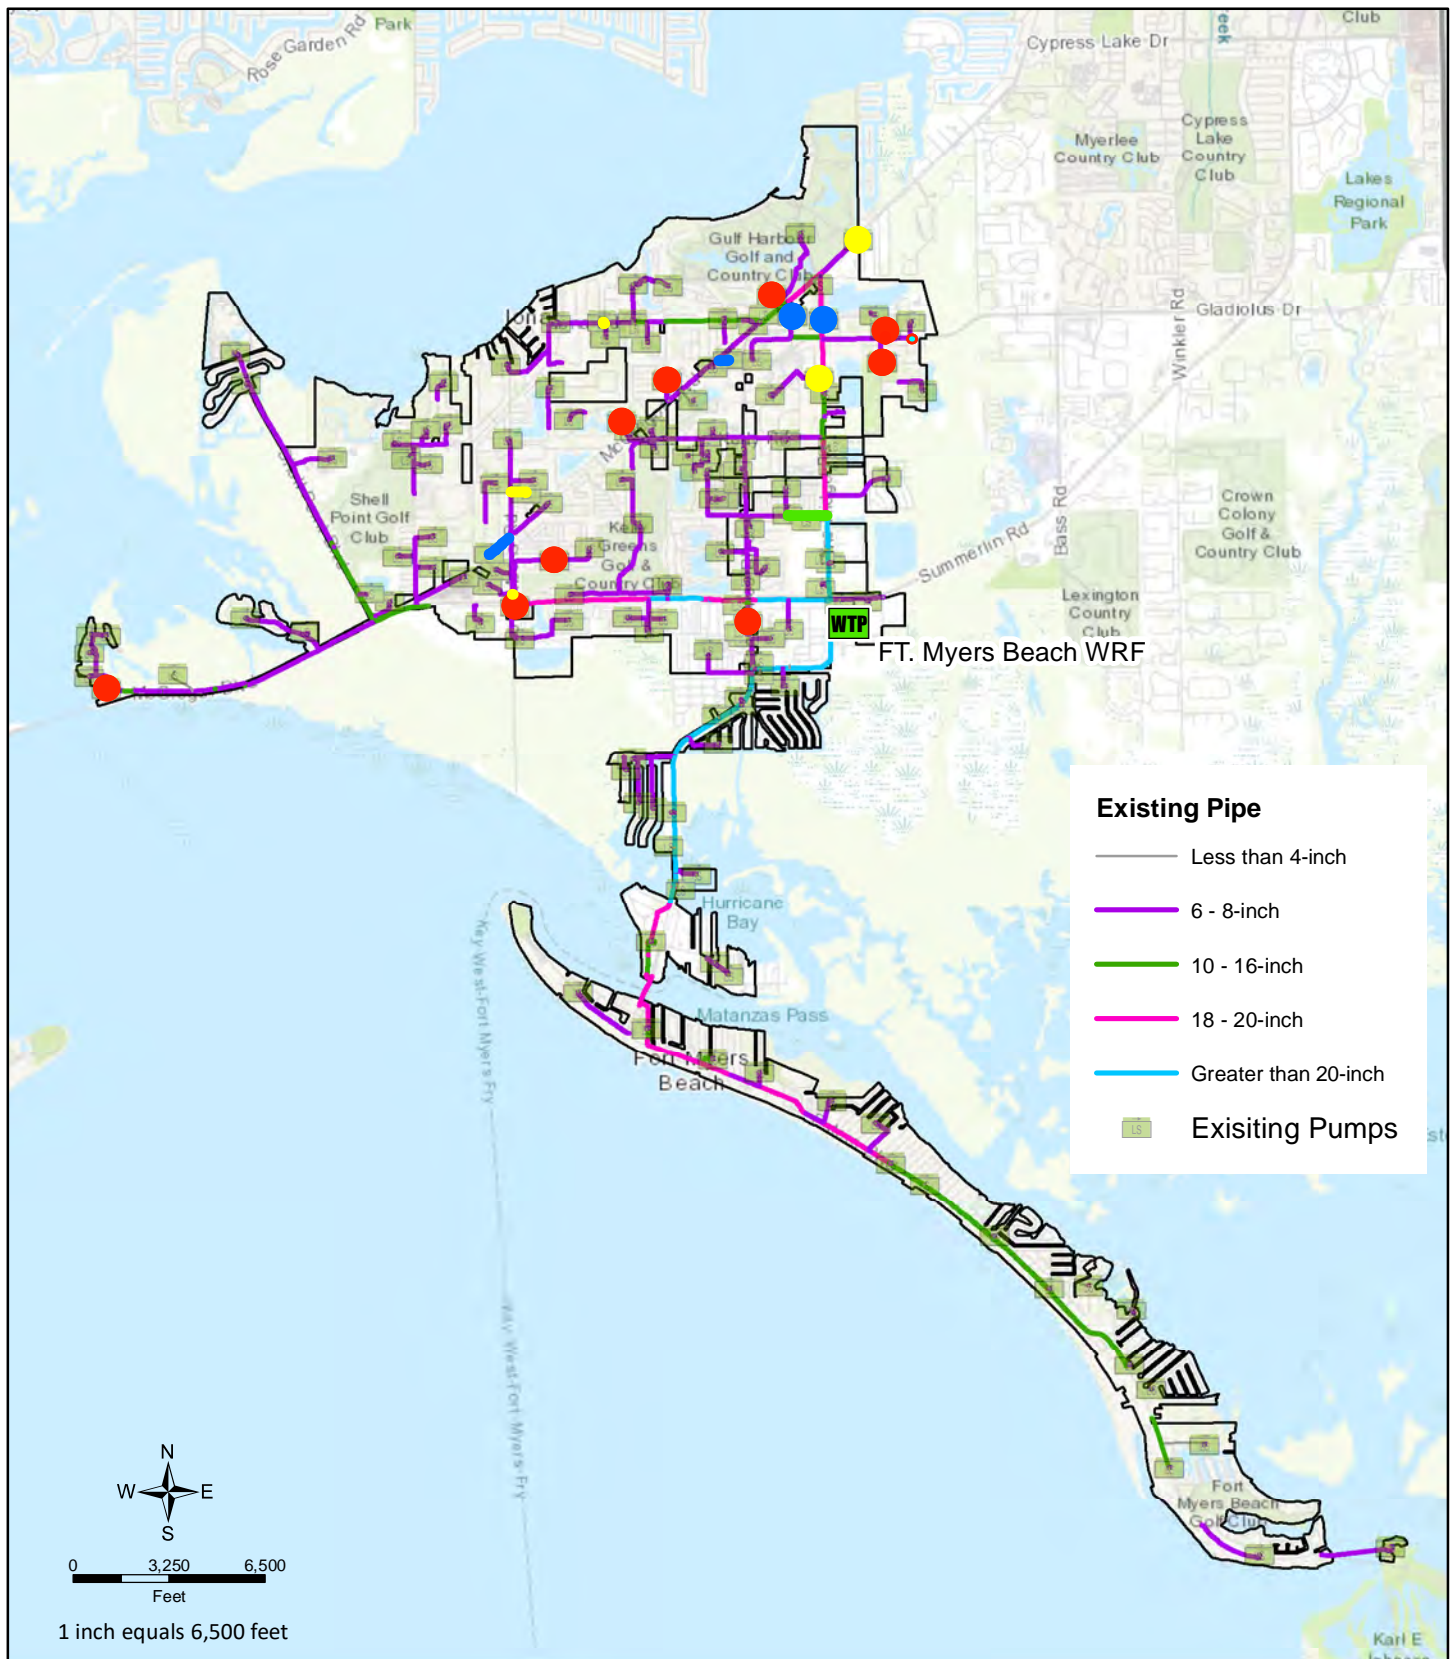 Park
Rose Garden Rd
Club
Creek
Cypress Lake Dr
Myerlee
Country Club
Cypress
Lake
Country
Club
Lakes
Regional
Park
Gulf Harbour
Golf and
Country Club
Gladiolus Dr
Winkler Rd
Shell
Point Golf
Club
Greens
Golf &
Country Club
Summerlin Rd
Bass Rd
Crown
Colony
Golf &
Country Club
Lexington
Country
Club
WTP
FT. Myers Beach WRF
Hurricane
Bay
Key West-Fort Myers Fry
Matanzas Pass
Fort Myers
Beach
Key West-Fort Myers-Fry
Existing Pipe
Less than 4-inch
6 - 8-inch
10 - 16-inch
18 - 20-inch
Greater than 20-inch
LS
Exisiting Pumps
Fort
Myers Beach
Golf Club
Karl E
N
W E
S
0 3,250 6,500
Feet
1 inch equals 6,500 feet